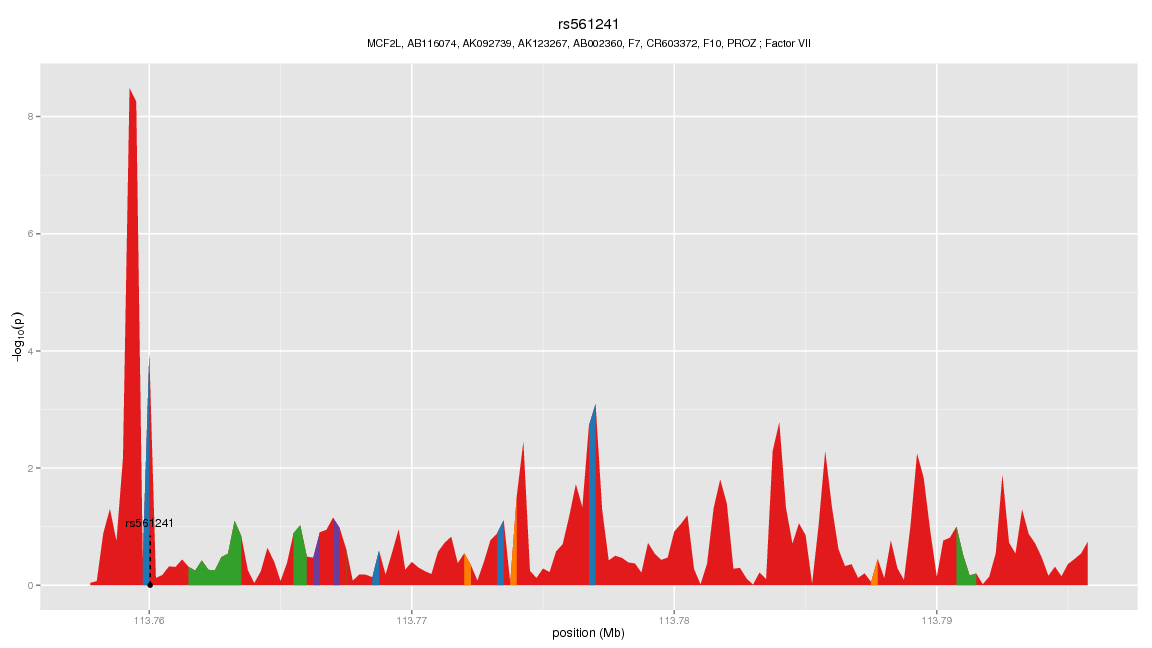 rs561241
MCF2L, AB116074, AK092739, AK123267, AB002360, F7, CR603372, F10, PROZ ; Factor VII
8
6
4
2
0
−log10(p)
rs561241
113.76 113.77 113.78 113.79
position (Mb)